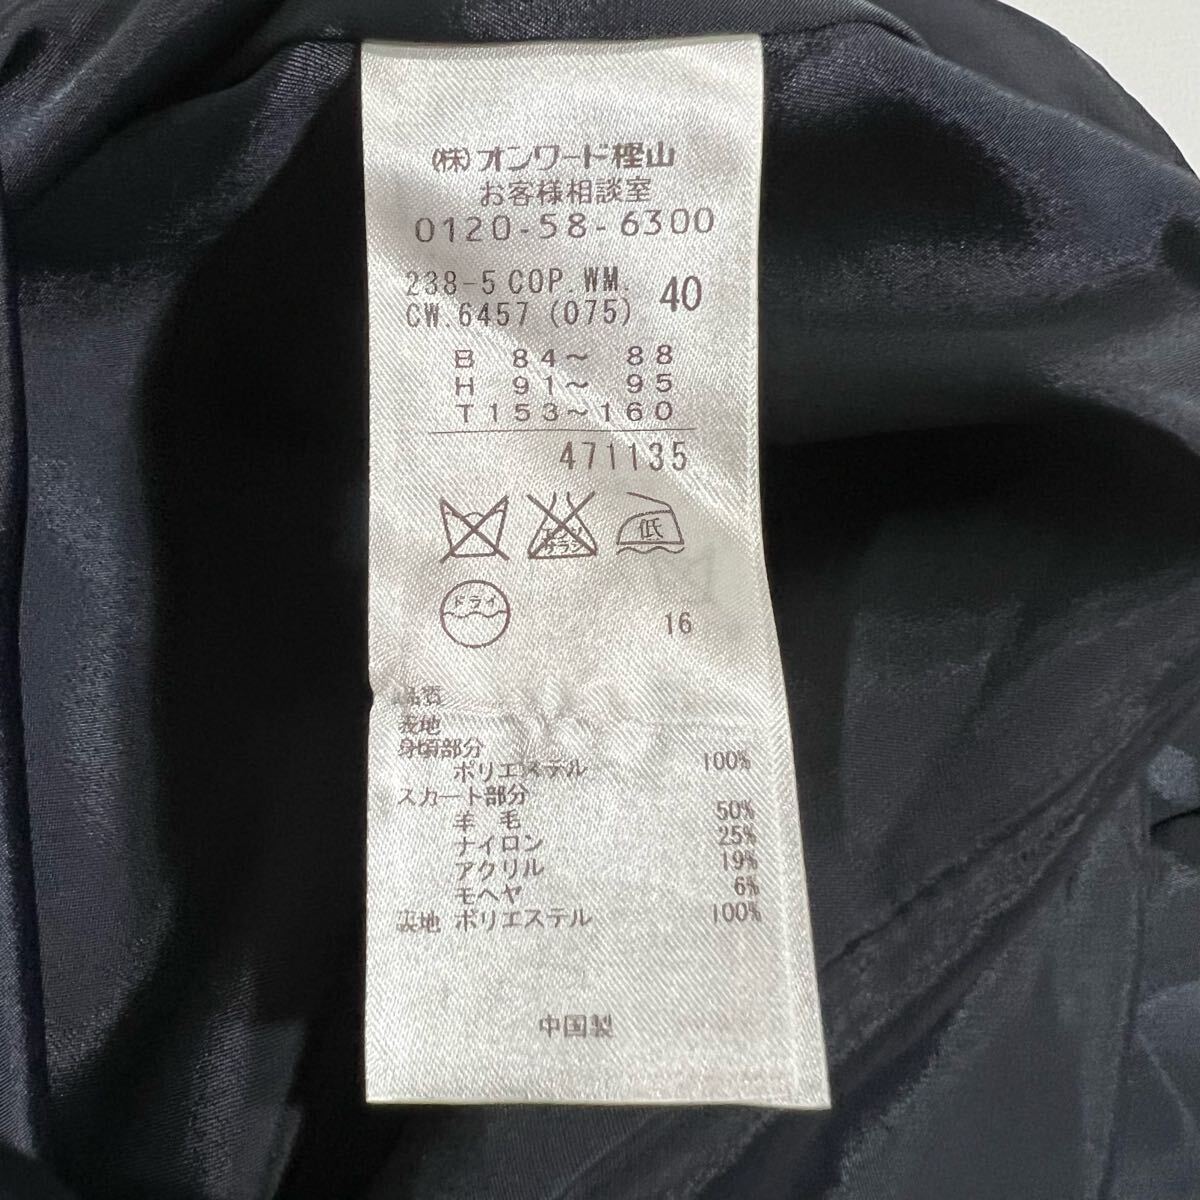 (株)オンワード樫山
お客様相談室
0120-58-6300
238-5 COP.WM. 40
CW.6457 (075)
B 84〜 88
H 91〜 95
T153〜160
471135
低
ドライ
16
品質
表地
身頃部分
ポリエステル 100%
スカート部分
羊 毛 50%
ナイロン 25%
アクリル 19%
モヘヤ 6%
裏地 ポリエステル 100%
中国製